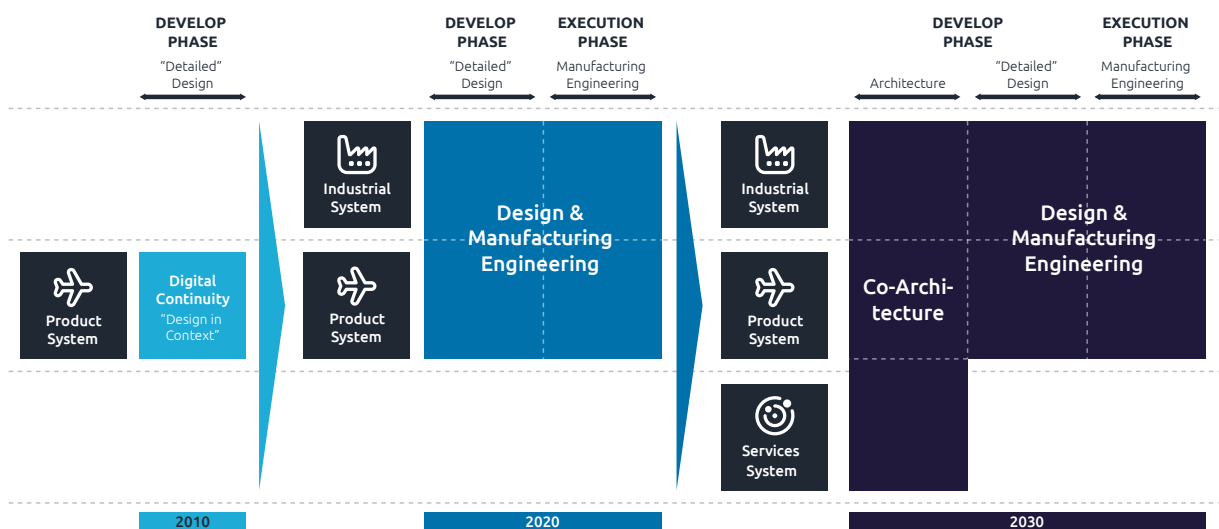 DEVELOP
PHASE
“Detailed”
Design
DEVELOP
PHASE
“Detailed”
Design
EXECUTION
PHASE
Manufacturing
Engineering
DEVELOP
PHASE
Architecture
“Detailed”
Design
EXECUTION
PHASE
Manufacturing
Engineering
Product
System
Digital
Continuity
“Design in
Context”
Industrial
System
Product
System
Design &
Manufacturing
Engineering
Industrial
System
Product
System
Services
System
Co-Archi-
tecture
Design &
Manufacturing
Engineering
2010
2020
2030